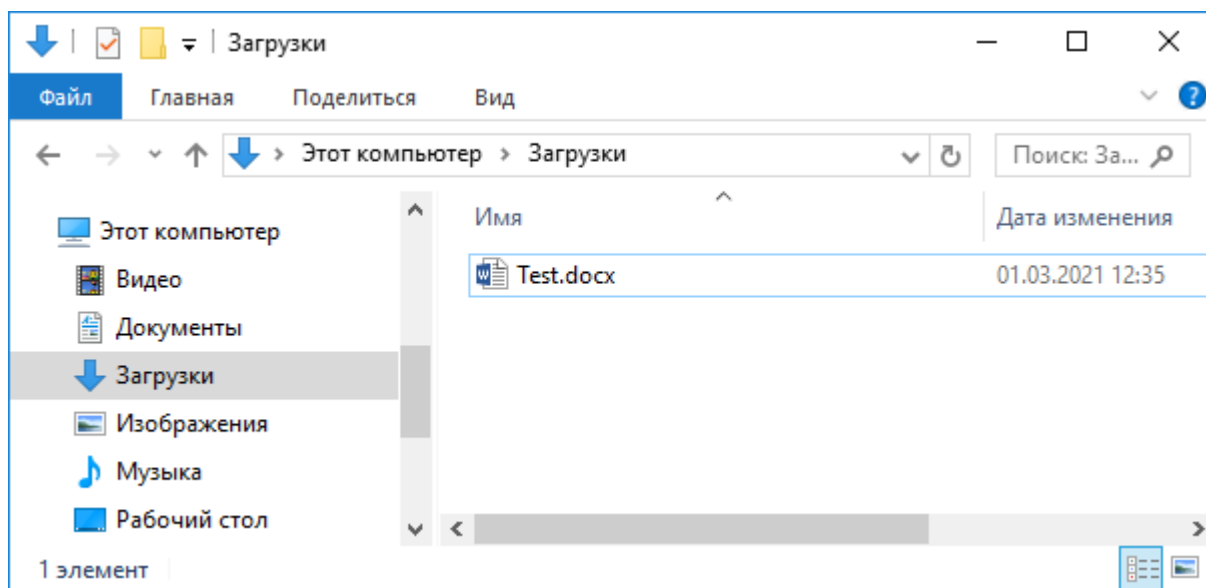 Загрузки
Файл Главная Поделиться Вид ?
Этот компьютер Загрузки Поиск: За...
Имя Дата изменения
Test.docx 01.03.2021 12:35
Этот компьютер
Видео
Документы
Загрузки
Изображения
Музыка
Рабочий стол
1 элемент